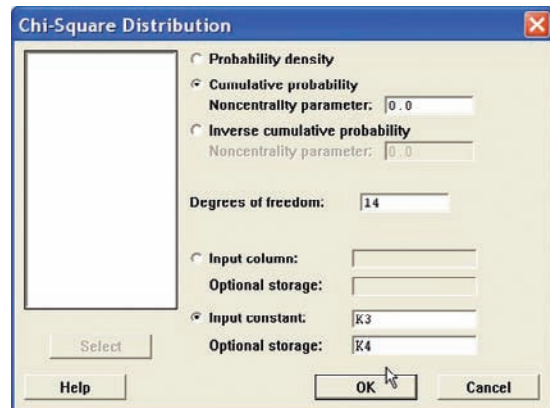 Chi-Square Distribution
Probability density
Cumulative probability
Noncentrality parameter: 0.0
Inverse cumulative probability
Noncentrality parameter: 0.0
Degrees of freedom: 14
Input column:
Optional storage:
Input constant: K3
Optional storage: K4
Select
Help OK Cancel